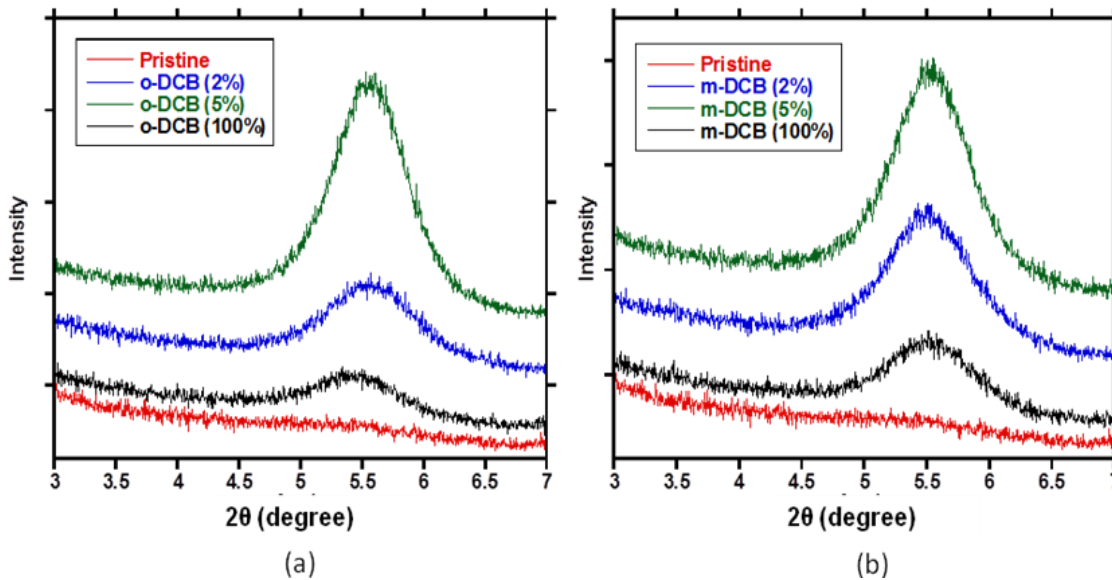 Pristine
o-DCB (2%)
o-DCB (5%)
o-DCB (100%)
Intensity
3 3.5 4 4.5 5 5.5 6 6.5 7
2θ (degree)
(a)
Pristine
m-DCB (2%)
m-DCB (5%)
m-DCB (100%)
Intensity
3 3.5 4 4.5 5 5.5 6 6.5 7
2θ (degree)
(b)